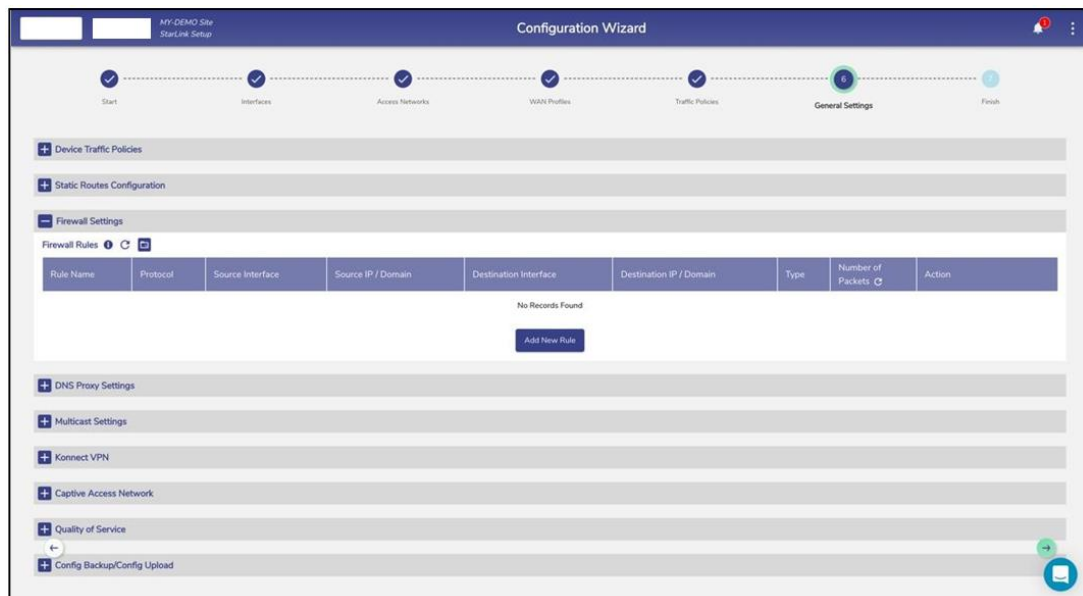 MY-DEMO Site
StarLink Setup
Configuration Wizard
1
Start
Interfaces
Access Networks
WAN Profiles
Traffic Policies
6
General Settings
7
Finish
Device Traffic Policies
Static Routes Configuration
Firewall Settings
Firewall Rules
Rule Name
Protocol
Source Interface
Source IP / Domain
Destination Interface
Destination IP / Domain
Type
Number of
Packets
Action
No Records Found
Add New Rule
DNS Proxy Settings
Multicast Settings
Konnect VPN
Captive Access Network
Quality of Service
Config Backup/Config Upload